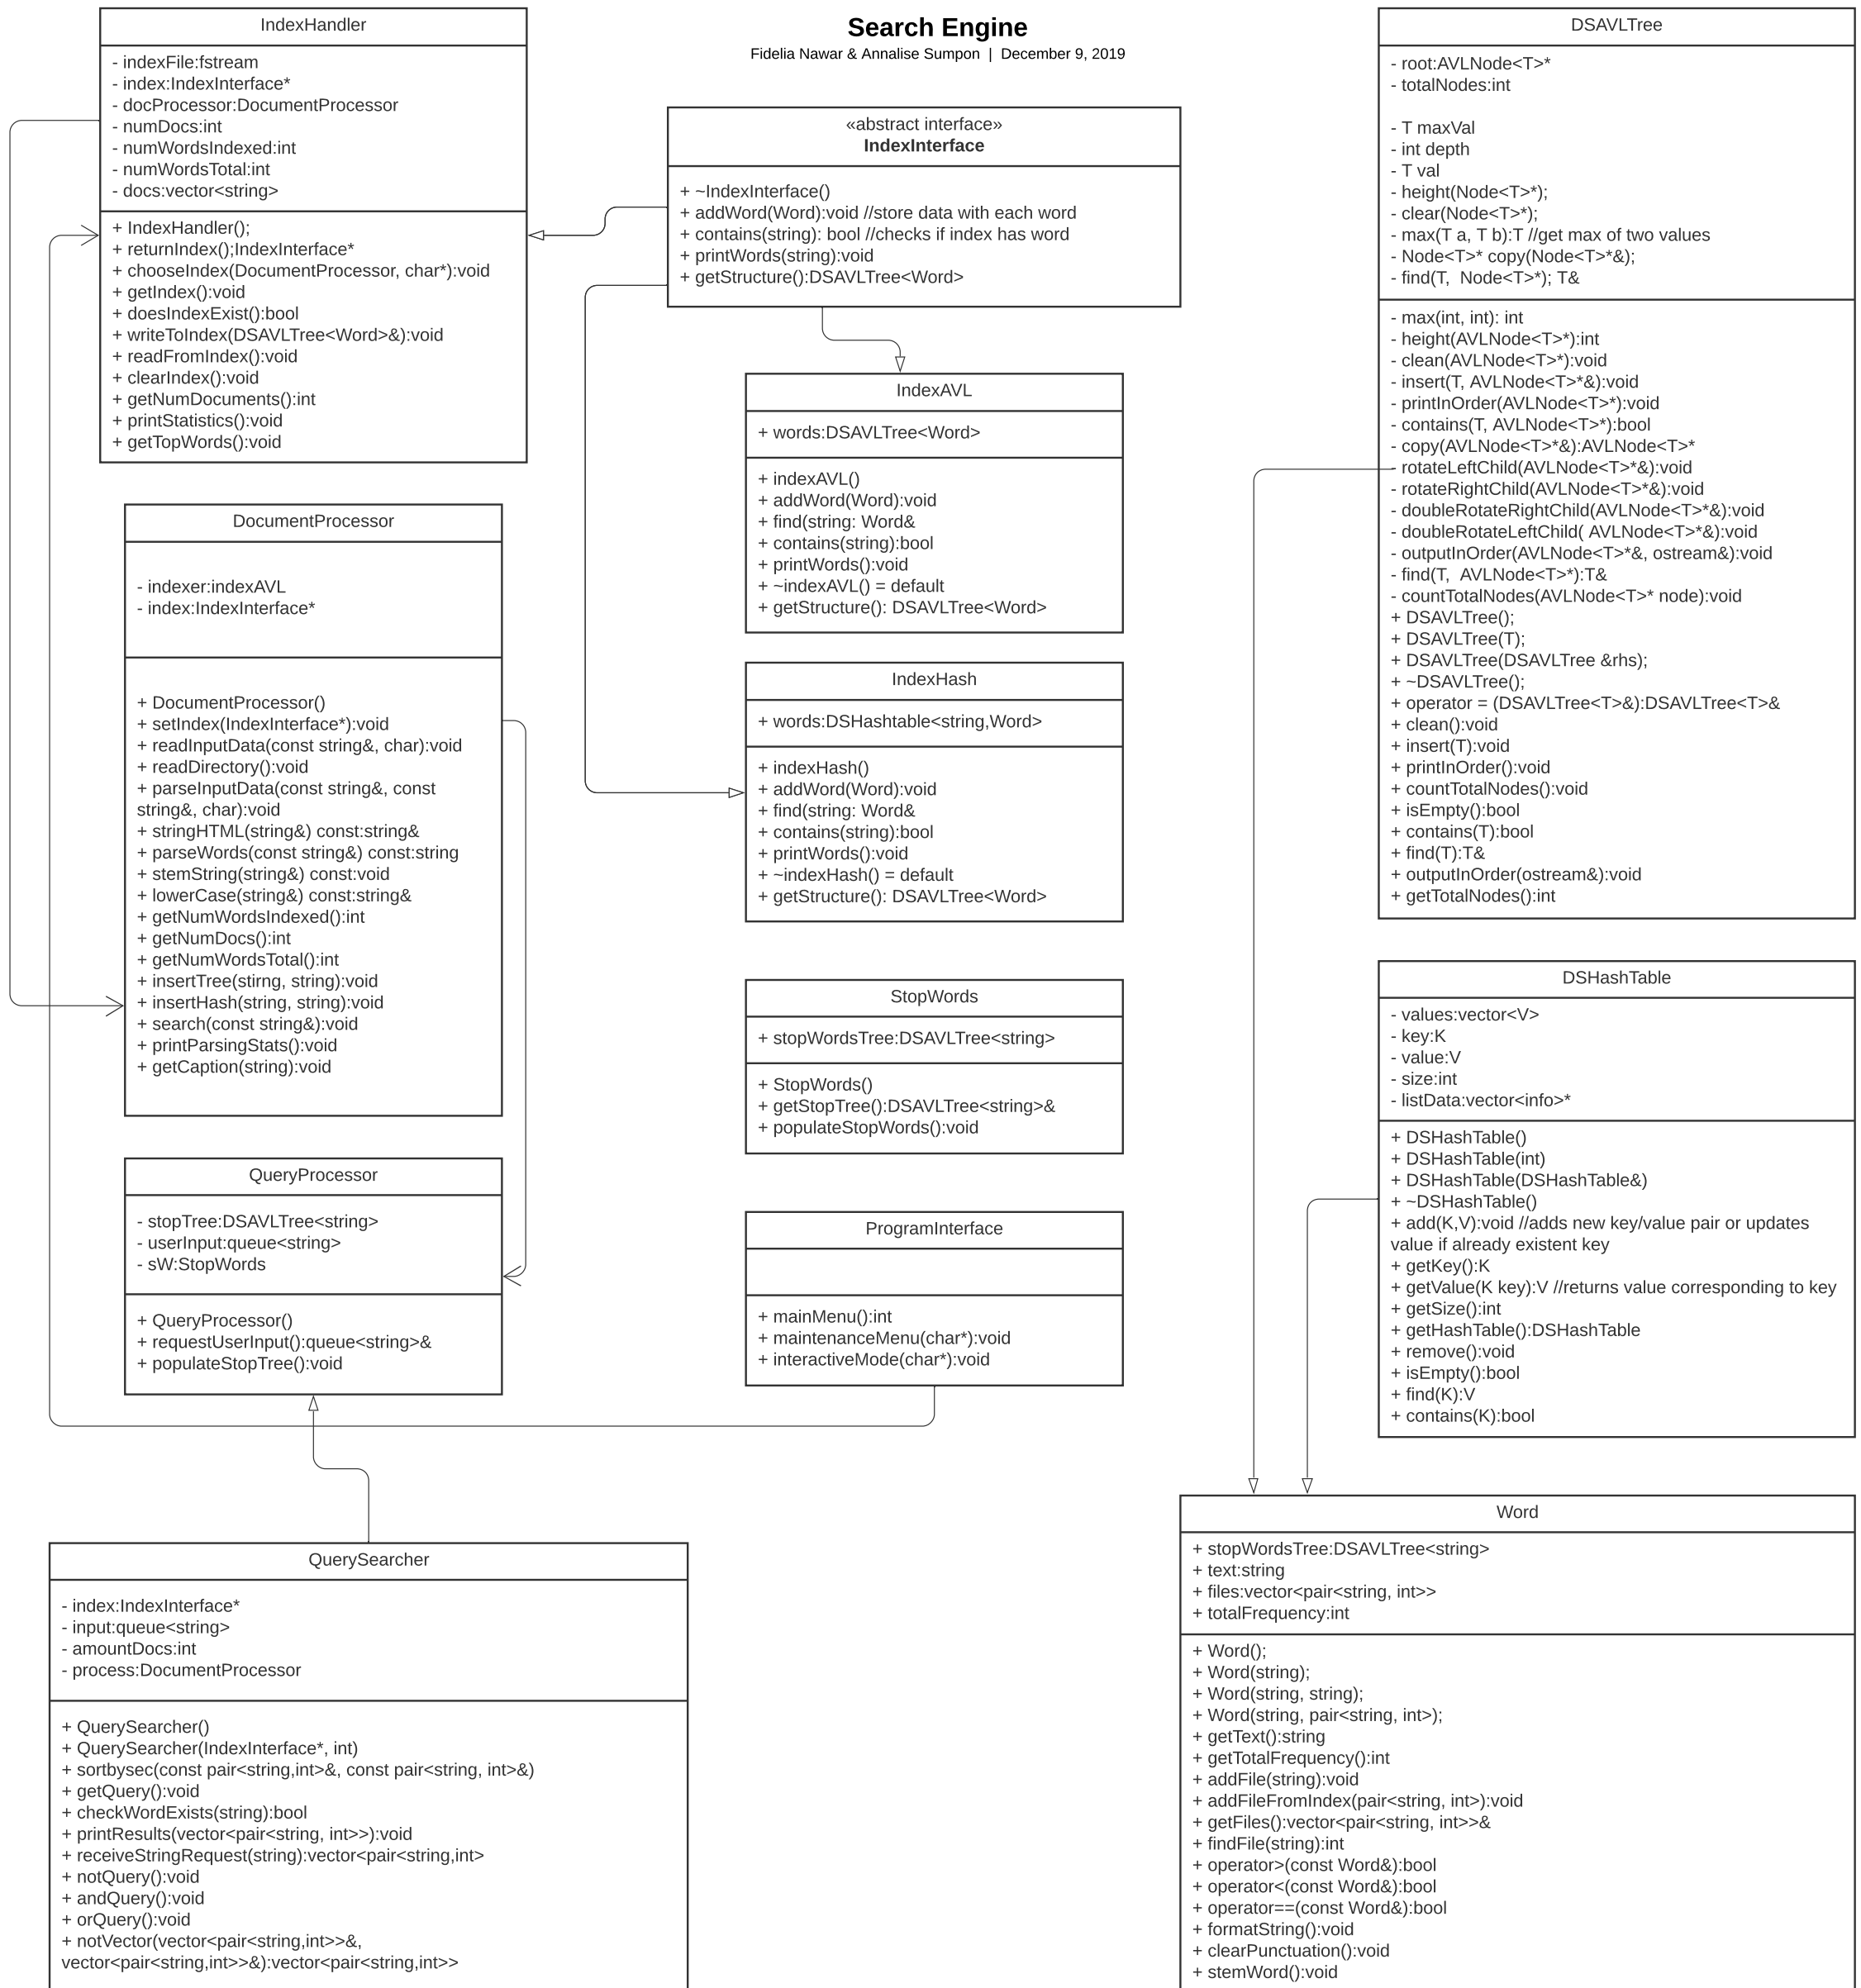 Search Engine
Fidelia Nawar & Annalise Sumpon | December 9, 2019
IndexHandler
- indexFile:fstream
- index:IndexInterface*
- docProcessor:DocumentProcessor
- numDocs:int
- numWordsIndexed:int
- numWordsTotal:int
- docs:vector<string>
+ IndexHandler();
+ returnIndex();IndexInterface*
+ chooseIndex(DocumentProcessor, char*):void
+ getIndex():void
+ doesIndexExist():bool
+ writeToIndex(DSAVLTree<Word>&):void
+ readFromIndex():void
+ clearIndex():void
+ getNumDocuments():int
+ printStatistics():void
+ getTopWords():void
DocumentProcessor
- indexer:indexAVL
- index:IndexInterface*
+ DocumentProcessor()
+ setIndex(IndexInterface*):void
+ readInputData(const string&, char):void
+ readDirectory():void
+ parseInputData(const string&, const
string&, char):void
+ stringHTML(string&) const:string&
+ parseWords(const string&) const:string
+ stemString(string&) const:void
+ lowerCase(string&) const:string&
+ getNumWordsIndexed():int
+ getNumDocs():int
+ getNumWordsTotal():int
+ insertTree(stirng, string):void
+ insertHash(string, string):void
+ search(const string&):void
+ printParsingStats():void
+ getCaption(string):void
QueryProcessor
- stopTree:DSAVLTree<string>
- userInput:queue<string>
- sW:StopWords
+ QueryProcessor()
+ requestUserInput():queue<string>&
+ populateStopTree():void
QuerySearcher
- index:IndexInterface*
- input:queue<string>
- amountDocs:int
- process:DocumentProcessor
+ QuerySearcher()
+ QuerySearcher(IndexInterface*, int)
+ sortbysec(const pair<string,int>&, const pair<string, int>&)
+ getQuery():void
+ checkWordExists(string):bool
+ printResults(vector<pair<string, int>>):void
+ receiveStringRequest(string):vector<pair<string,int>
+ notQuery():void
+ andQuery():void
+ orQuery():void
+ notVector(vector<pair<string,int>>&,
vector<pair<string,int>>&):vector<pair<string,int>>
«abstract interface»
IndexInterface
+ ~IndexInterface()
+ addWord(Word):void //store data with each word
+ contains(string): bool //checks if index has word
+ printWords(string):void
+ getStructure():DSAVLTree<Word>
IndexAVL
+ words:DSAVLTree<Word>
+ indexAVL()
+ addWord(Word):void
+ find(string: Word&
+ contains(string):bool
+ printWords():void
+ ~indexAVL() = default
+ getStructure(): DSAVLTree<Word>
IndexHash
+ words:DSHashtable<string,Word>
+ indexHash()
+ addWord(Word):void
+ find(string: Word&
+ contains(string):bool
+ printWords():void
+ ~indexHash() = default
+ getStructure(): DSAVLTree<Word>
StopWords
+ stopWordsTree:DSAVLTree<string>
+ StopWords()
+ getStopTree():DSAVLTree<string>&
+ populateStopWords():void
ProgramInterface
+ mainMenu():int
+ maintenanceMenu(char*):void
+ interactiveMode(char*):void
DSAVLTree
- root:AVLNode<T>*
- totalNodes:int
- T maxVal
- int depth
- T val
- height(Node<T>*);
- clear(Node<T>*);
- max(T a, T b):T //get max of two values
- Node<T>* copy(Node<T>*&);
- find(T, Node<T>*); T&
- max(int, int): int
- height(AVLNode<T>*):int
- clean(AVLNode<T>*):void
- insert(T, AVLNode<T>*&):void
- printInOrder(AVLNode<T>*):void
- contains(T, AVLNode<T>*):bool
- copy(AVLNode<T>*&):AVLNode<T>*
- rotateLeftChild(AVLNode<T>*&):void
- rotateRightChild(AVLNode<T>*&):void
- doubleRotateRightChild(AVLNode<T>*&):void
- doubleRotateLeftChild( AVLNode<T>*&):void
- outputInOrder(AVLNode<T>*&, ostream&):void
- find(T, AVLNode<T>*):T&
- countTotalNodes(AVLNode<T>* node):void
+ DSAVLTree();
+ DSAVLTree(T);
+ DSAVLTree(DSAVLTree &rhs);
+ ~DSAVLTree();
+ operator = (DSAVLTree<T>&):DSAVLTree<T>&
+ clean():void
+ insert(T):void
+ printInOrder():void
+ countTotalNodes():void
+ isEmpty():bool
+ contains(T):bool
+ find(T):T&
+ outputInOrder(ostream&):void
+ getTotalNodes():int
DSHashTable
- values:vector<V>
- key:K
- value:V
- size:int
- listData:vector<info>*
+ DSHashTable()
+ DSHashTable(int)
+ DSHashTable(DSHashTable&)
+ ~DSHashTable()
+ add(K,V):void //adds new key/value pair or updates
value if already existent key
+ getKey():K
+ getValue(K key):V //returns value corresponding to key
+ getSize():int
+ getHashTable():DSHashTable
+ remove():void
+ isEmpty():bool
+ find(K):V
+ contains(K):bool
Word
+ stopWordsTree:DSAVLTree<string>
+ text:string
+ files:vector<pair<string, int>>
+ totalFrequency:int
+ Word();
+ Word(string);
+ Word(string, string);
+ Word(string, pair<string, int>);
+ getText():string
+ getTotalFrequency():int
+ addFile(string):void
+ addFileFromIndex(pair<string, int>):void
+ getFiles():vector<pair<string, int>>&
+ findFile(string):int
+ operator>(const Word&):bool
+ operator<(const Word&):bool
+ operator==(const Word&):bool
+ formatString():void
+ clearPunctuation():void
+ stemWord():void